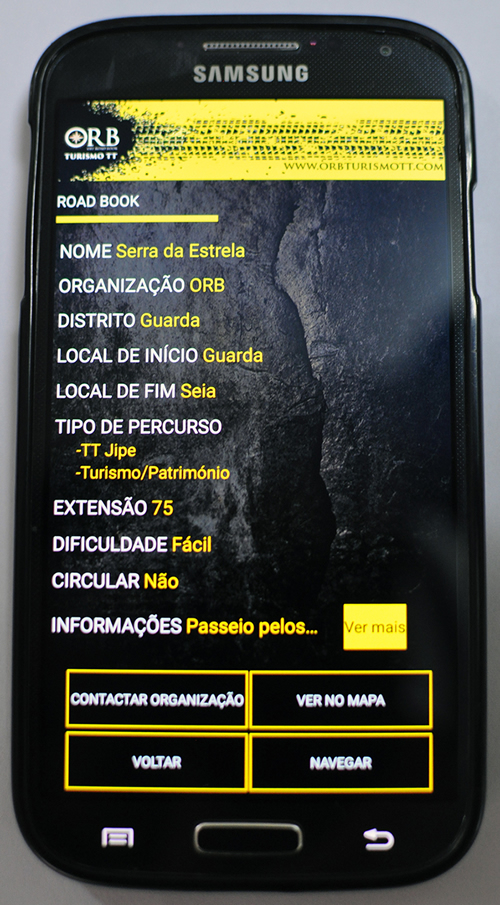 SAMSUNG
ORB
TURISMO TT
WWW.ORBTURISMOTT.COM
ROAD BOOK
NOME Serra da Estrela
ORGANIZAÇÃO ORB
DISTRITO Guarda
LOCAL DE INÍCIO Guarda
LOCAL DE FIM Seia
TIPO DE PERCURSO
-TT Jipe
-Turismo/Património
EXTENSÃO 75
DIFICULDADE Fácil
CIRCULAR Não
INFORMAÇÕES Passeio pelos... Ver mais
CONTACTAR ORGANIZAÇÃO VER NO MAPA
VOLTAR NAVEGAR